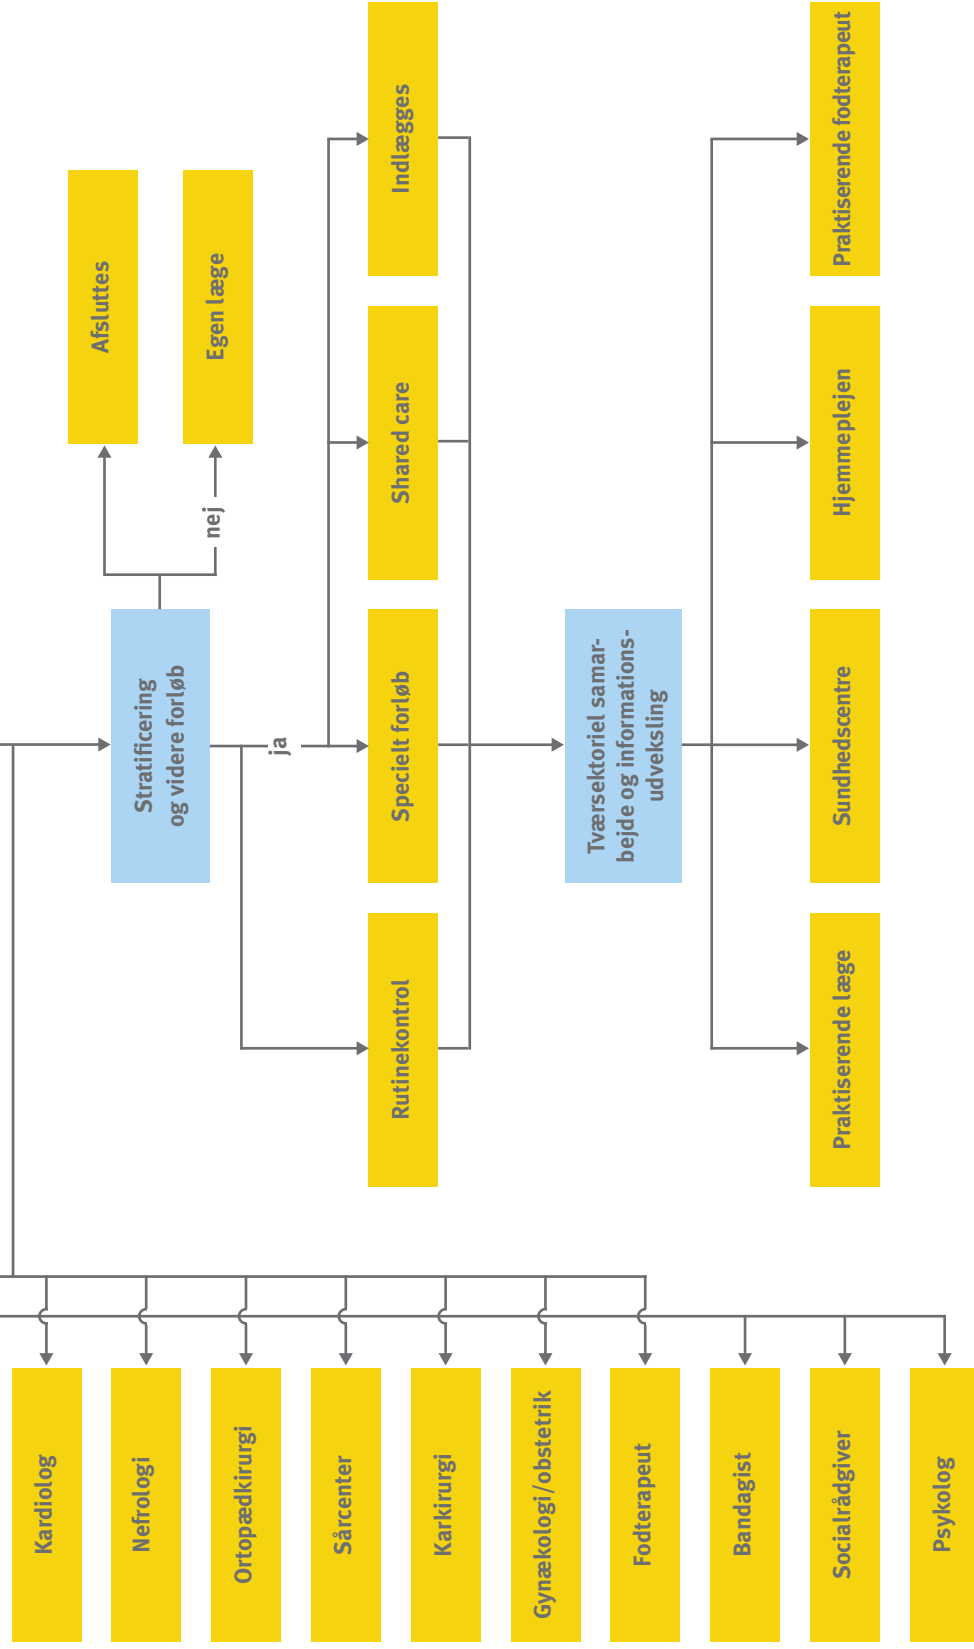 Kardiolog
Nefrologi
Ortopædkirurgi
Sårcenter
Karkirurgi
Gynækologi/obstetrik
Fodterapeut
Bandagist
Socialrådgiver
Psykolog
Stratificering
og videre forløb
nej
Afsluttes
Egen læge
ja
Rutinekontrol
Specielt forløb
Shared care
Indlægges
Tværsektoriel samar-
bejde og informations-
udveksling
Praktiserende læge
Sundhedscentre
Hjemmeplejen
Praktiserende fodterapeut